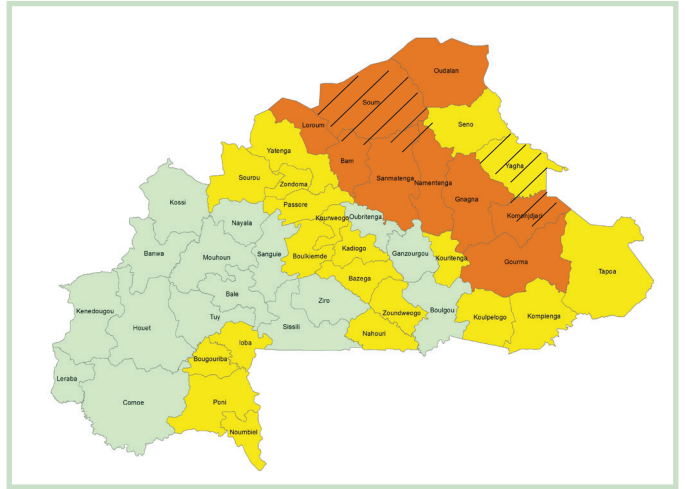 Oudalan
Soum
Loroum
Seno
Yatenga
Bam
Yagha
Sourou
Zondoma
Sanmatenga
Namentenga
Gnagna
Kossi
Passore
Kourweogo
Oubritenga
Komondjari
Nayala
Banwa
Mouhoun
Sanguie
Boulkiemde
Kadiogo
Ganzourgou
Kouritenga
Gourma
Tapoa
Bazega
Bale
Ziro
Kenedougou
Houet
Tuy
Sissili
Zoundweogo
Boulgou
Koulpelogo
Kompienga
Nahouri
Ioba
Bougouriba
Leraba
Comoe
Poni
Noumbiel